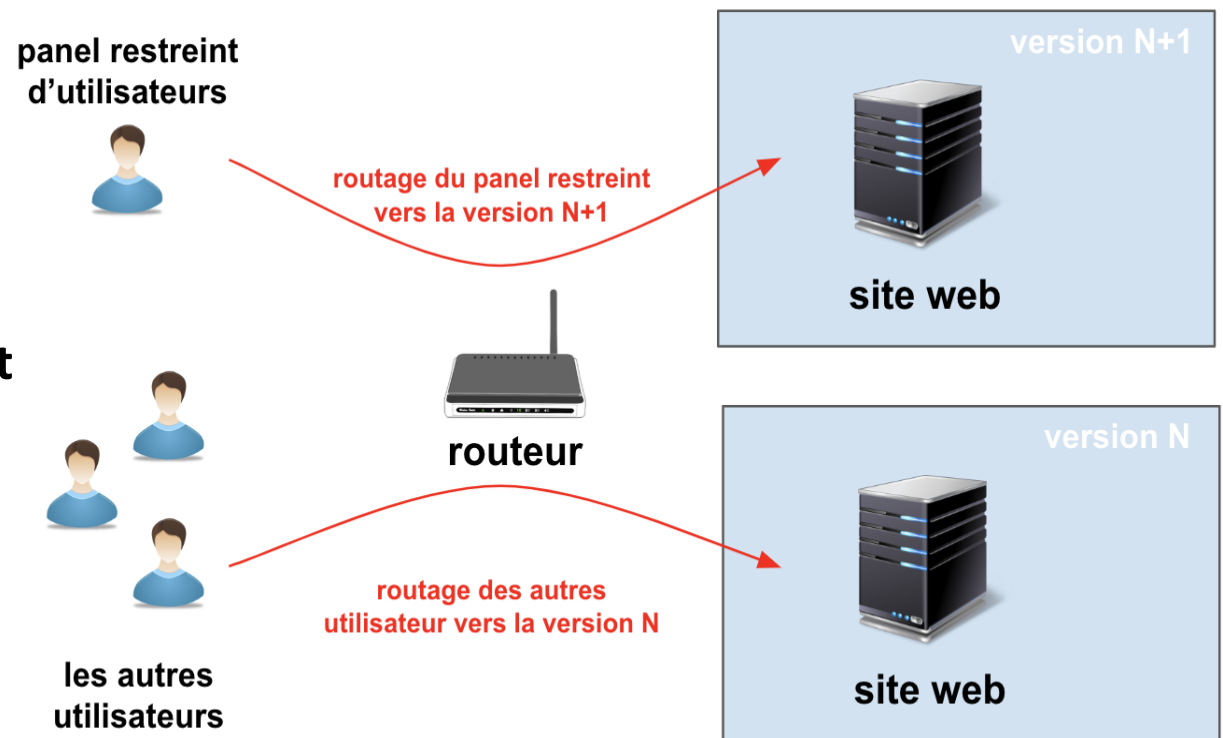 panel restreint
d’utilisateurs
version N+1
routage du panel restreint
vers la version N+1
site web
t
routeur
version N
routage des autres
utilisateur vers la version N
les autres
utilisateurs
site web